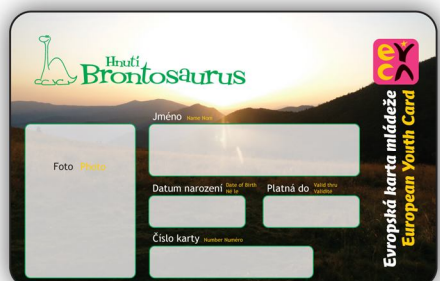 Hnutí
Brontosaurus
eyca
Jméno Name Nom
Foto Photo
Datum narození Date of Birth Né le
Platná do Valid thru Validité
Číslo karty Number Numéro
Evropská karta mládeže
European Youth Card